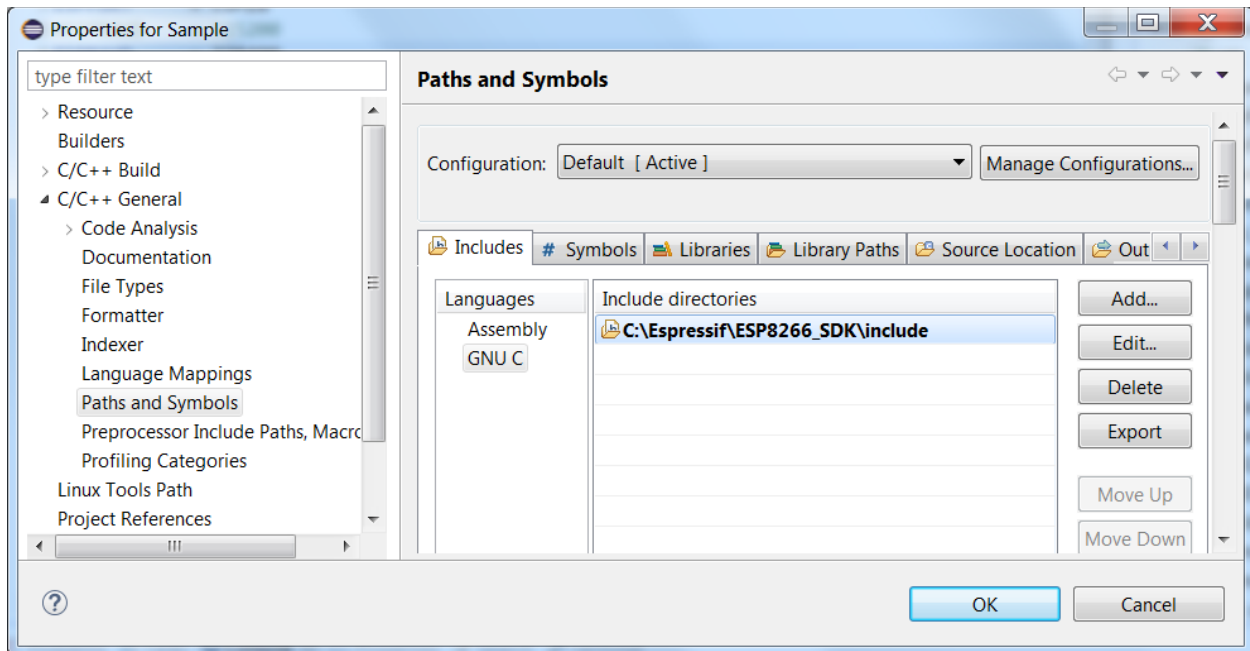 Properties for Sample
type filter text
Resource
Builders
C/C++ Build
C/C++ General
Code Analysis
Documentation
File Types
Formatter
Indexer
Language Mappings
Paths and Symbols
Preprocessor Include Paths, Macro
Profiling Categories
Linux Tools Path
Project References
Paths and Symbols
Configuration: Default [ Active ] Manage Configurations...
Includes # Symbols Libraries Library Paths Source Location Out
Languages
Assembly
GNU C
Include directories
C:\Espressif\ESP8266_SDK\include
Add...
Edit...
Delete
Export
Move Up
Move Down
OK Cancel